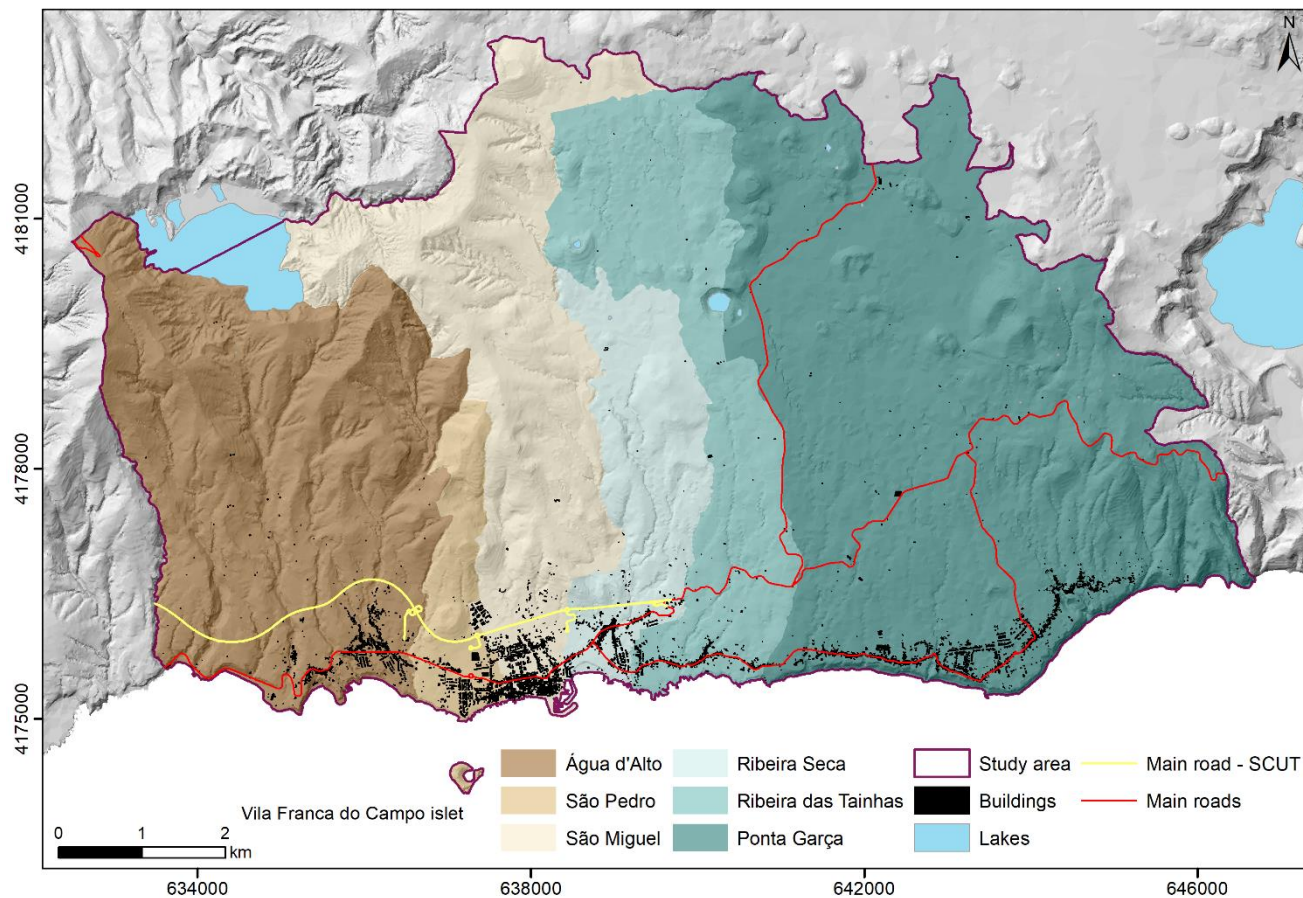 N
4181000
4178000
4175000
Água d'Alto
Ribeira Seca
Study area
Main road - SCUT
São Pedro
Ribeira das Tainhas
Buildings
Main roads
São Miguel
Ponta Garça
Lakes
Vila Franca do Campo islet
0 1 2
km
634000 638000 642000 646000